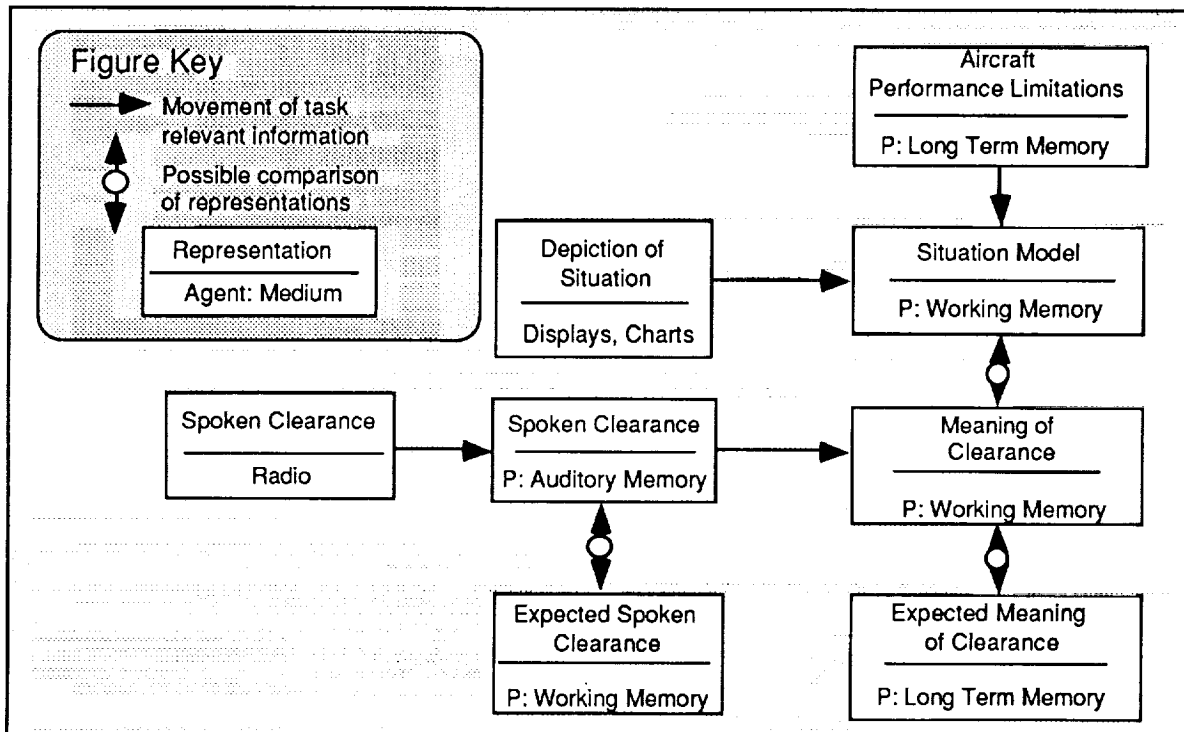 Figure Key
Movement of task
relevant information
Possible comparison
of representations
Representation
Agent: Medium
Aircraft
Performance Limitations
P: Long Term Memory
Depiction of
Situation
Displays, Charts
Situation Model
P: Working Memory
Spoken Clearance
Radio
Spoken Clearance
P: Auditory Memory
Meaning of
Clearance
P: Working Memory
Expected Spoken
Clearance
P: Working Memory
Expected Meaning
of Clearance
P: Long Term Memory